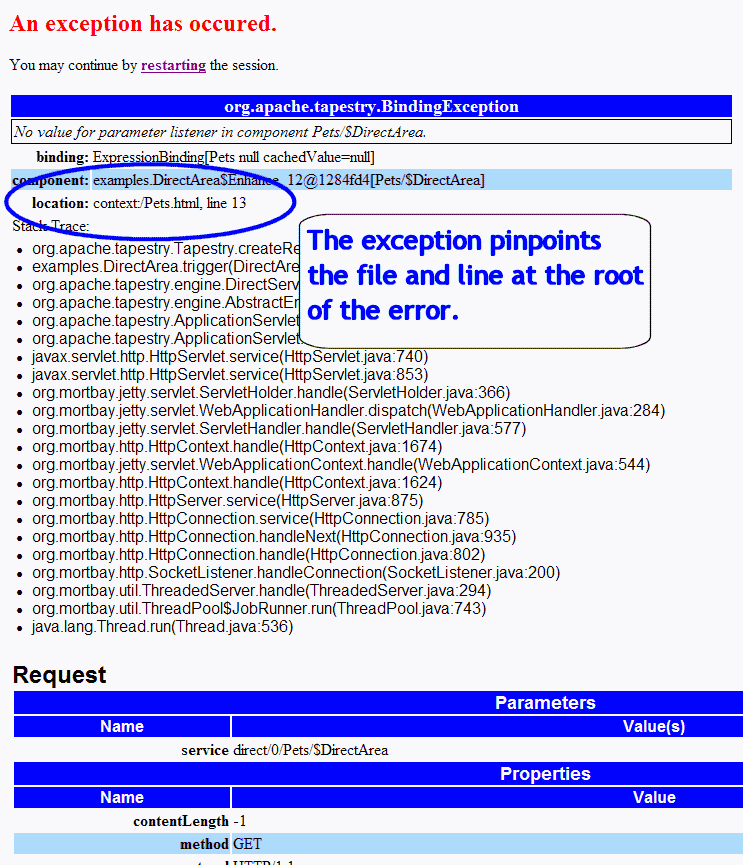 An exception has occured.
You may continue by restarting the session.
org.apache.tapestry.BindingException
No value for parameter listener in component Pets/$DirectArea.
binding: ExpressionBinding[Pets null cachedValue=null]
component: examples.DirectArea$Enhance_12@1284fd4[Pets/$DirectArea]
location: context:/Pets.html, line 13
Stack Trace:
The exception pinpoints
the file and line at the root
of the error.
• org.apache.tapestry.Tapestry.createRe
• examples.DirectArea.trigger(DirectAre
• org.apache.tapestry.engine.DirectServ
• org.apache.tapestry.engine.AbstractEn
• org.apache.tapestry.ApplicationServlet
• org.apache.tapestry.ApplicationServlet
• javax.servlet.http.HttpServlet.service(HttpServlet.java:740)
• javax.servlet.http.HttpServlet.service(HttpServlet.java:853)
• org.mortbay.jetty.servlet.ServletHolder.handle(ServletHolder.java:366)
• org.mortbay.jetty.servlet.WebApplicationHandler.dispatch(WebApplicationHandler.java:284)
• org.mortbay.jetty.servlet.ServletHandler.handle(ServletHandler.java:577)
• org.mortbay.http.HttpContext.handle(HttpContext.java:1674)
• org.mortbay.jetty.servlet.WebApplicationContext.handle(WebApplicationContext.java:544)
• org.mortbay.http.HttpContext.handle(HttpContext.java:1624)
• org.mortbay.http.HttpServer.service(HttpServer.java:875)
• org.mortbay.http.HttpConnection.service(HttpConnection.java:785)
• org.mortbay.http.HttpConnection.handleNext(HttpConnection.java:935)
• org.mortbay.http.HttpConnection.handle(HttpConnection.java:802)
• org.mortbay.http.SocketListener.handleConnection(SocketListener.java:200)
• org.mortbay.util.ThreadedServer.handle(ThreadedServer.java:294)
• org.mortbay.util.ThreadPool$JobRunner.run(ThreadPool.java:743)
• java.lang.Thread.run(Thread.java:536)
Request
Parameters
Name Value(s)
service direct/0/Pets/$DirectArea
Properties
Name Value
contentLength -1
method GET